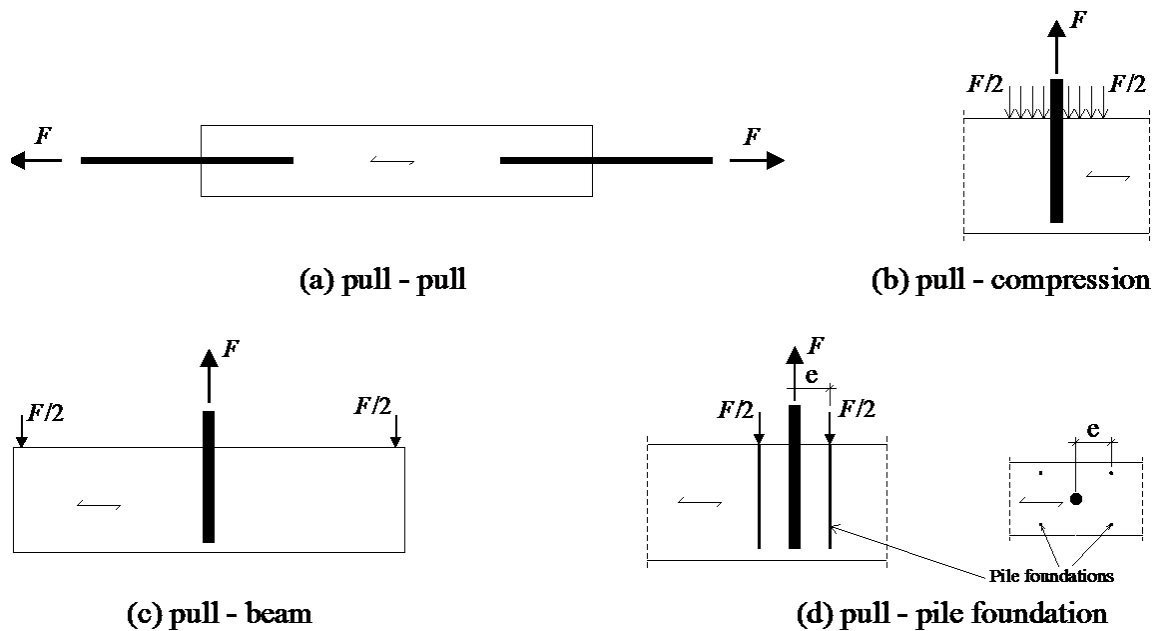 F
F
(a) pull - pull
F
F/2
F/2
(b) pull - compression
F
F/2
F/2
(c) pull - beam
F
e
F/2
F/2
e
Pile foundations
(d) pull - pile foundation